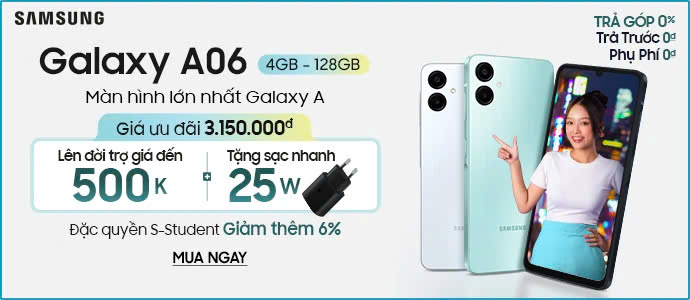 SAMSUNG
Galaxy A06 4GB - 128GB
Màn hình lớn nhất Galaxy A
Giá ưu đãi 3.150.000đ
Lên đời trợ giá đến
500K
Tặng sạc nhanh
25W
Đặc quyền S-Student Giảm thêm 6%
MUA NGAY
TRẢ GÓP 0%
Trả Trước 0đ
Phụ Phí 0đ